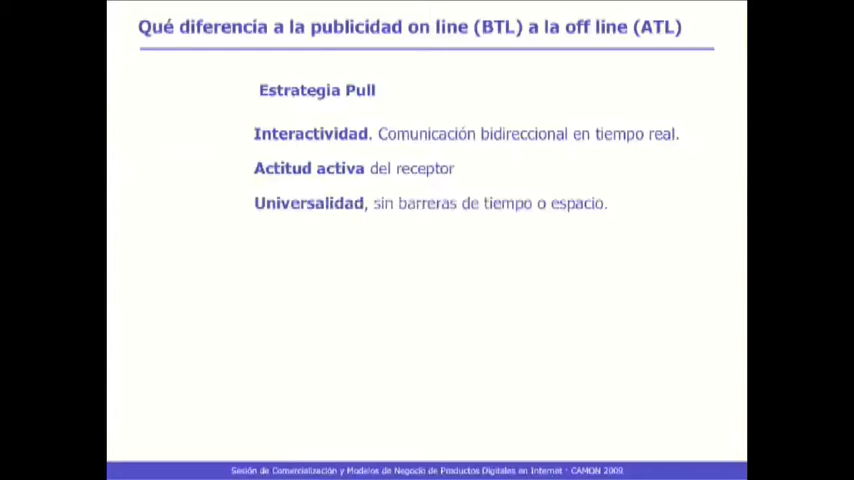 Qué diferencia a la publicidad on line (BTL) a la off line (ATL)
Estrategia Pull
Interactividad. Comunicación bidireccional en tiempo real.
Actitud activa del receptor
Universalidad, sin barreras de tiempo o espacio.
Sesión de Comercialización y Modelos de Negocio de Productos Digitales en Internet · CAMON 2009